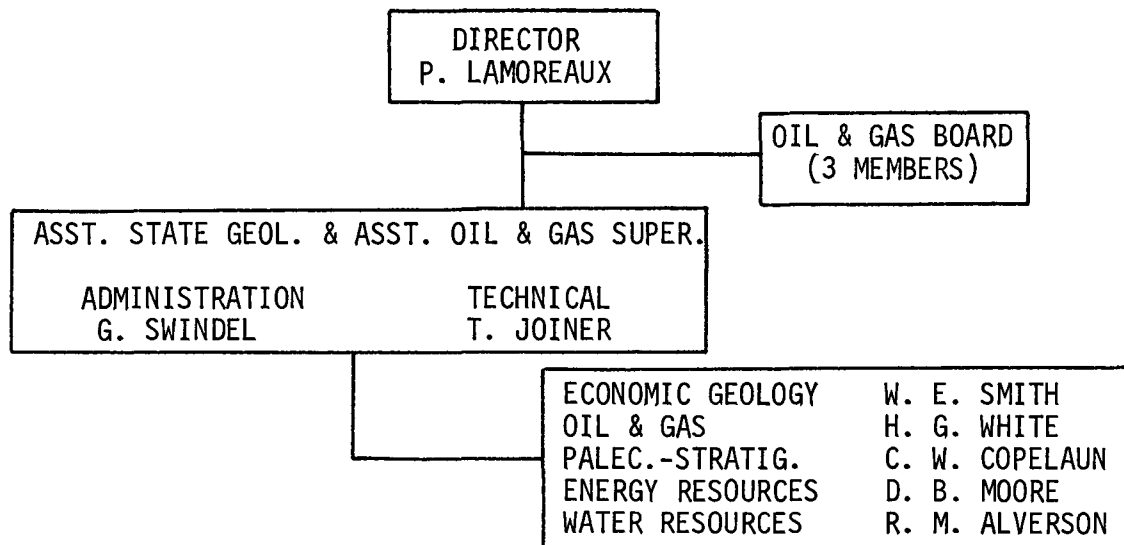 DIRECTOR
P. LAMOREAUX
OIL & GAS BOARD
(3 MEMBERS)
ASST. STATE GEOL. & ASST. OIL & GAS SUPER.
ADMINISTRATION TECHNICAL
G. SWINDEL T. JOINER
ECONOMIC GEOLOGY W. E. SMITH
OIL & GAS H. G. WHITE
PALEC.-STRATIG. C. W. COPELAUN
ENERGY RESOURCES D. B. MOORE
WATER RESOURCES R. M. ALVERSON